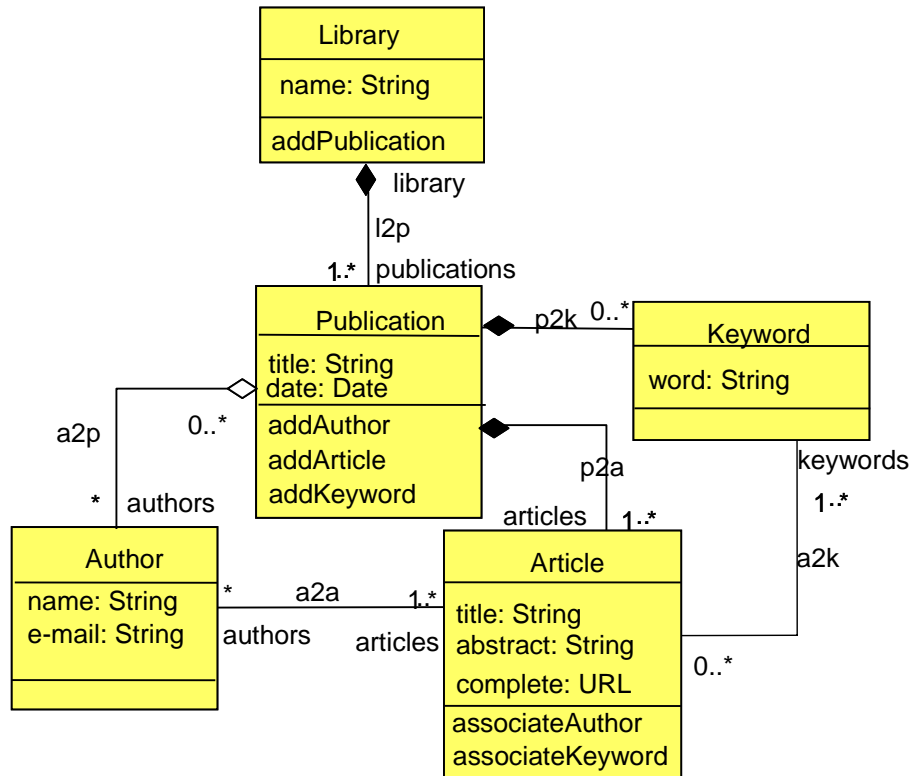 Library
name: String
addPublication
library
l2p
1..*
publications
Publication
title: String
date: Date
addAuthor
addArticle
addKeyword
p2k
0..*
Keyword
word: String
0..*
a2p
*
authors
p2a
articles
1..*
keywords
1..*
a2k
0..*
Author
name: String
e-mail: String
*
authors
a2a
1..*
articles
Article
title: String
abstract: String
complete: URL
associateAuthor
associateKeyword